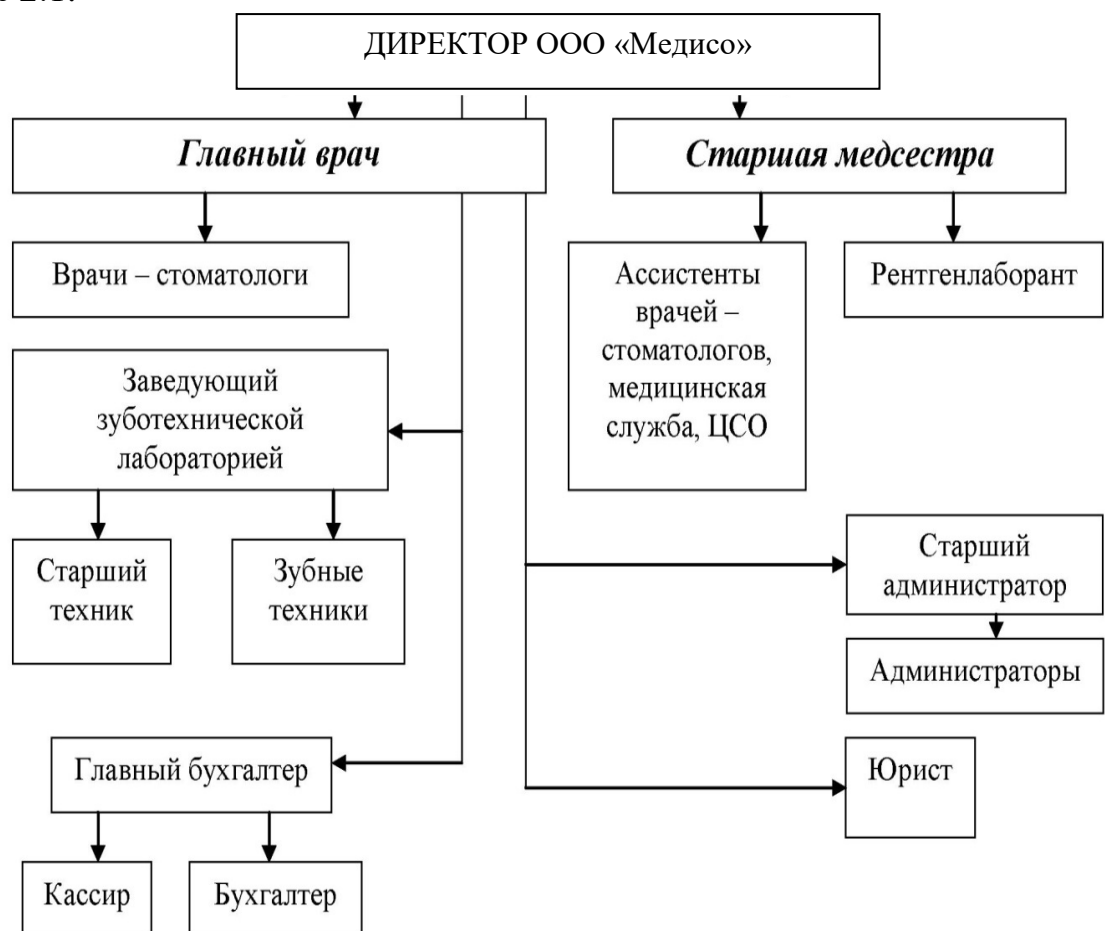 ДИРЕКТОР ООО «Медисо»
Главный врач
Старшая медсестра
Врачи – стоматологи
Ассистенты
врачей –
стоматологов,
медицинская
служба, ЦСО
Рентгенлаборант
Заведующий
зуботехнической
лабораторией
Старший
техник
Зубные
техники
Старший
администратор
Администраторы
Главный бухгалтер
Юрист
Кассир
Бухгалтер